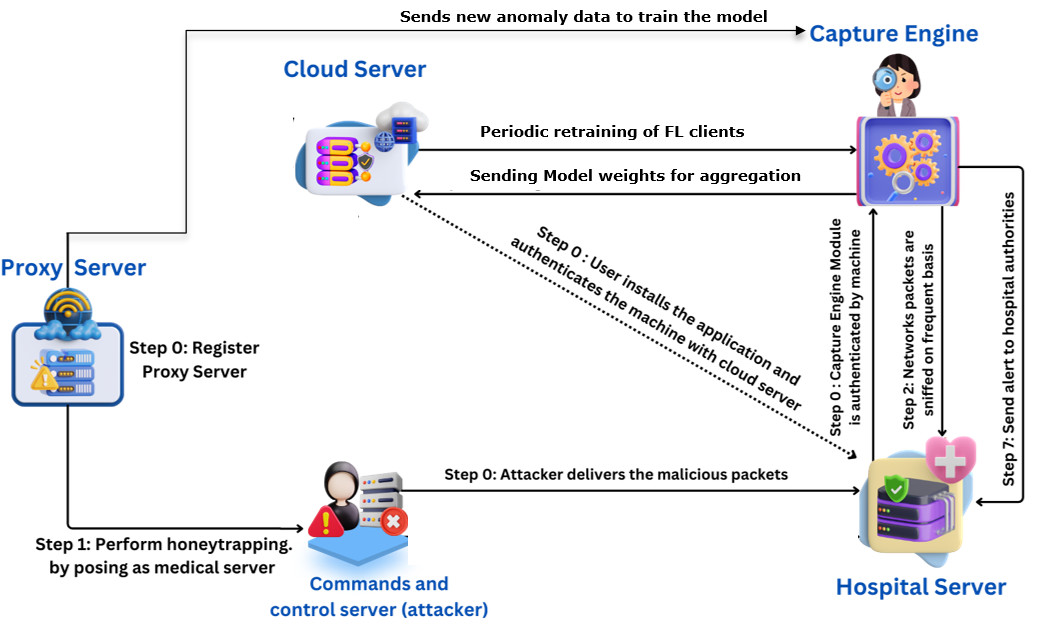 Sends new anomaly data to train the model
Capture Engine
Cloud Server
Periodic retraining of FL clients
Sending Model weights for aggregation
Step 0 : User installs the application and
authenticates the machine with cloud server
Step 0 : Capture Engine Module
is authenticated by machine
Step 2: Networks packets are
sniffed on frequent basis
Step 7: Send alert to hospital authorities
Proxy Server
Step 0: Register
Proxy Server
Step 0: Attacker delivers the malicious packets
Step 1: Perform honeytrapping.
by posing as medical server
Commands and
control server (attacker)
Hospital Server